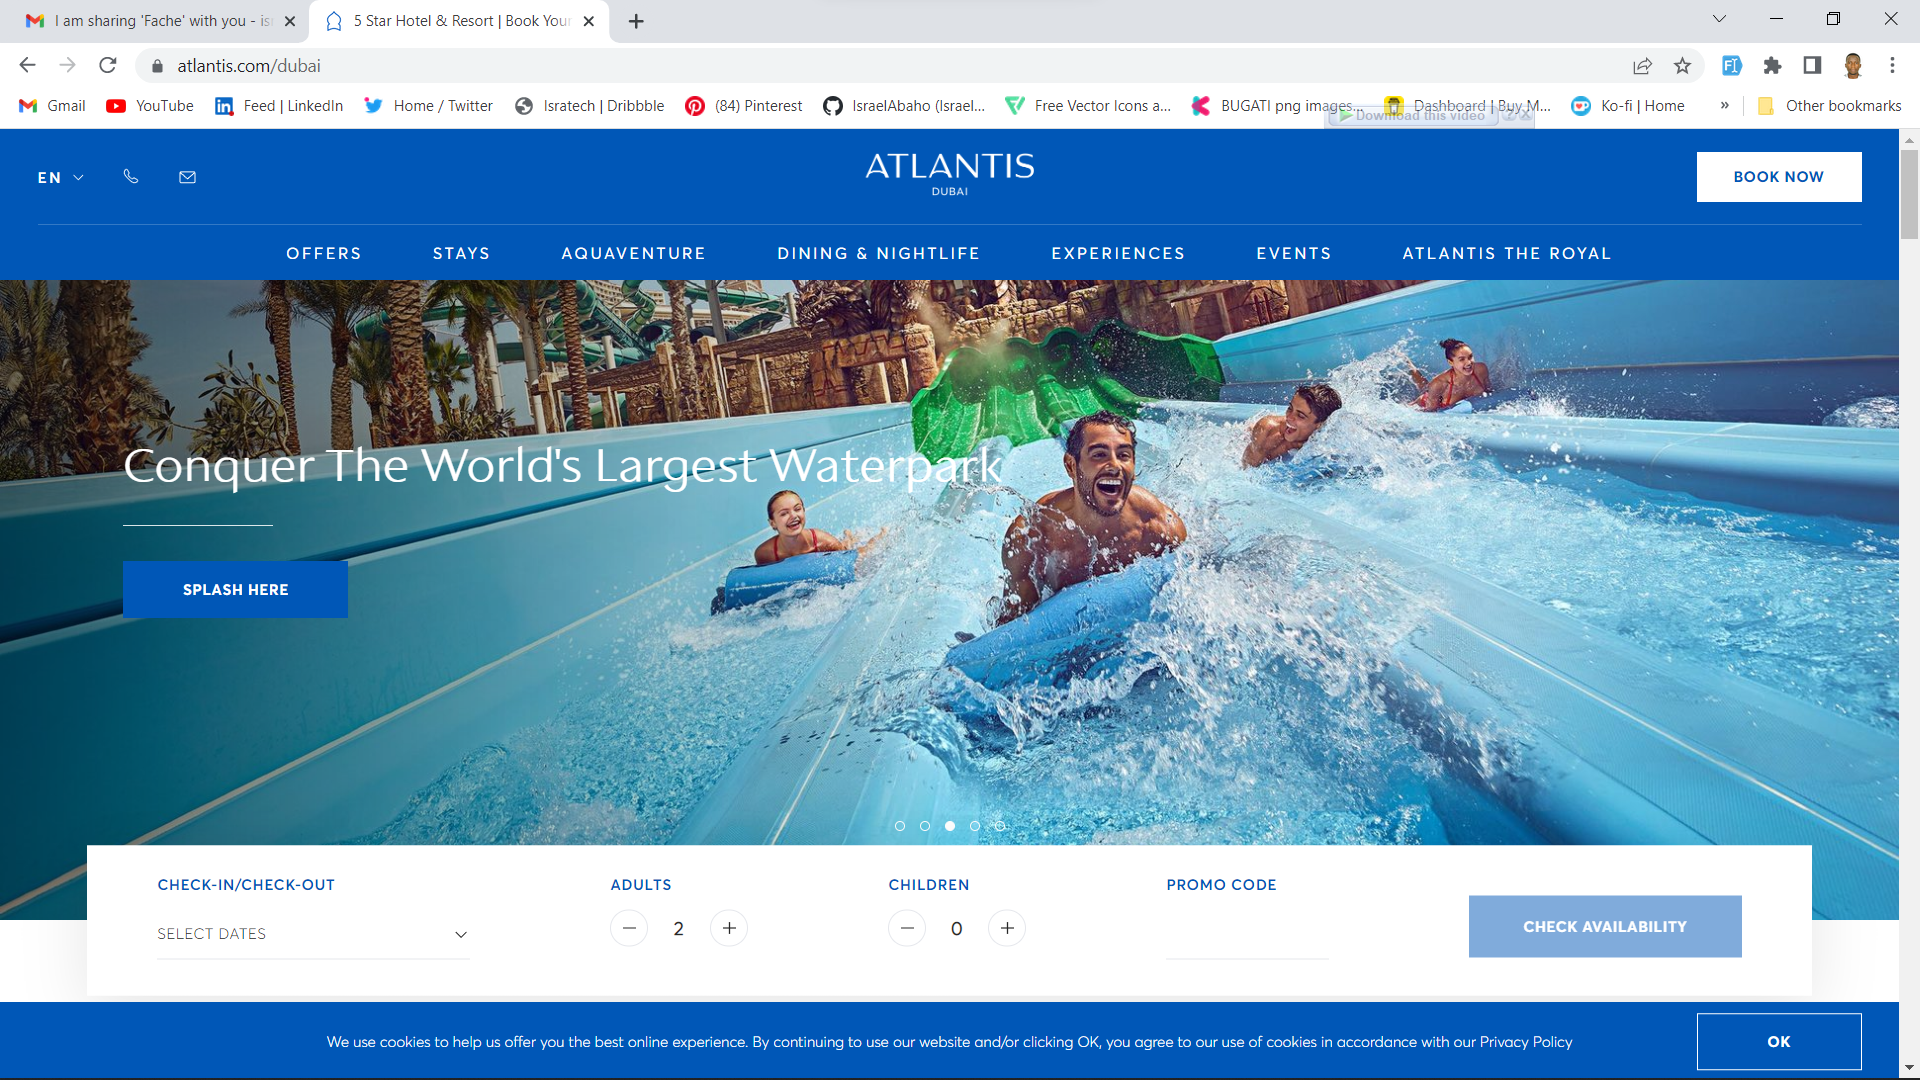 I am sharing 'Fache' with you - is
5 Star Hotel & Resort | Book Your
atlantis.com/dubai
Gmail
YouTube
Feed | LinkedIn
Home / Twitter
Isratech | Dribbble
(84) Pinterest
IsraelAbaho (Israel...
Free Vector Icons a...
BUGATI png images...
Dashboard | Buy M...
Ko-fi | Home
»
Other bookmarks
Download this video
EN
ATLANTIS
DUBAI
BOOK NOW
OFFERS
STAYS
AQUAVENTURE
DINING & NIGHTLIFE
EXPERIENCES
EVENTS
ATLANTIS THE ROYAL
Conquer The World's Largest Waterpark
SPLASH HERE
CHECK-IN/CHECK-OUT
ADULTS
CHILDREN
PROMO CODE
SELECT DATES
2
0
CHECK AVAILABILITY
We use cookies to help us offer you the best online experience. By continuing to use our website and/or clicking OK, you agree to our use of cookies in accordance with our Privacy Policy
OK